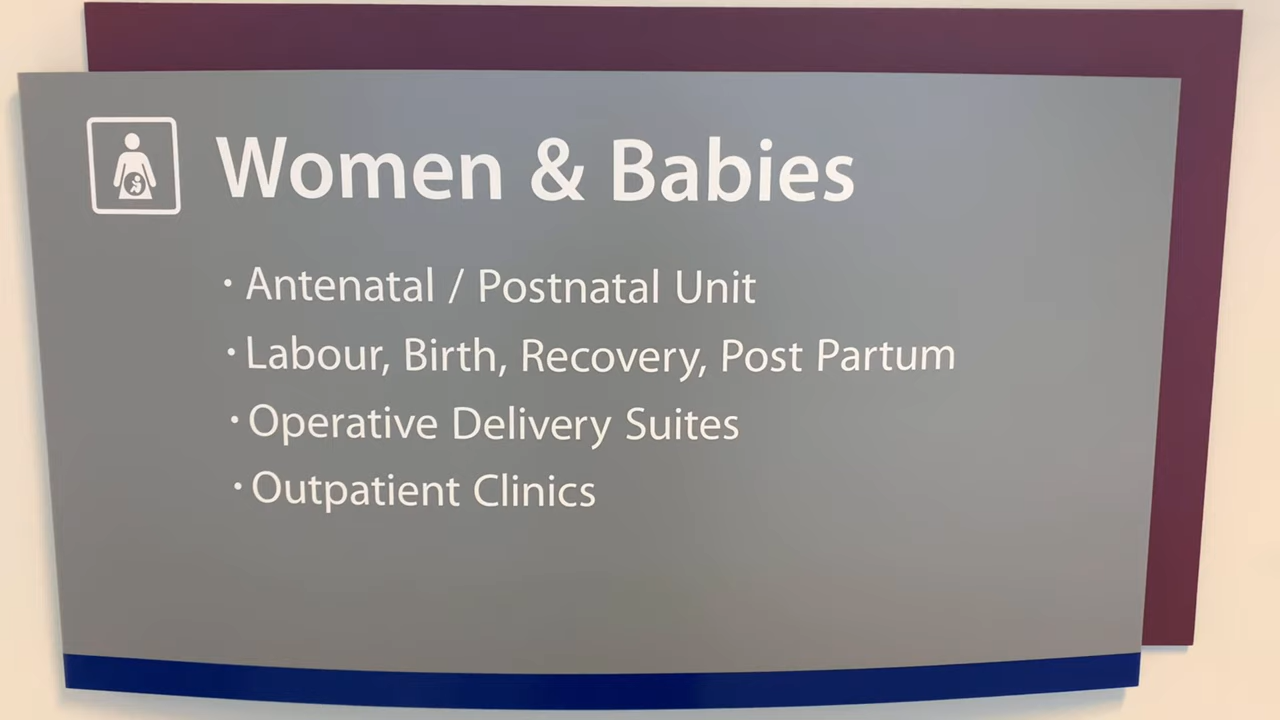 Women & Babies
· Antenatal / Postnatal Unit
· Labour, Birth, Recovery, Post Partum
· Operative Delivery Suites
· Outpatient Clinics